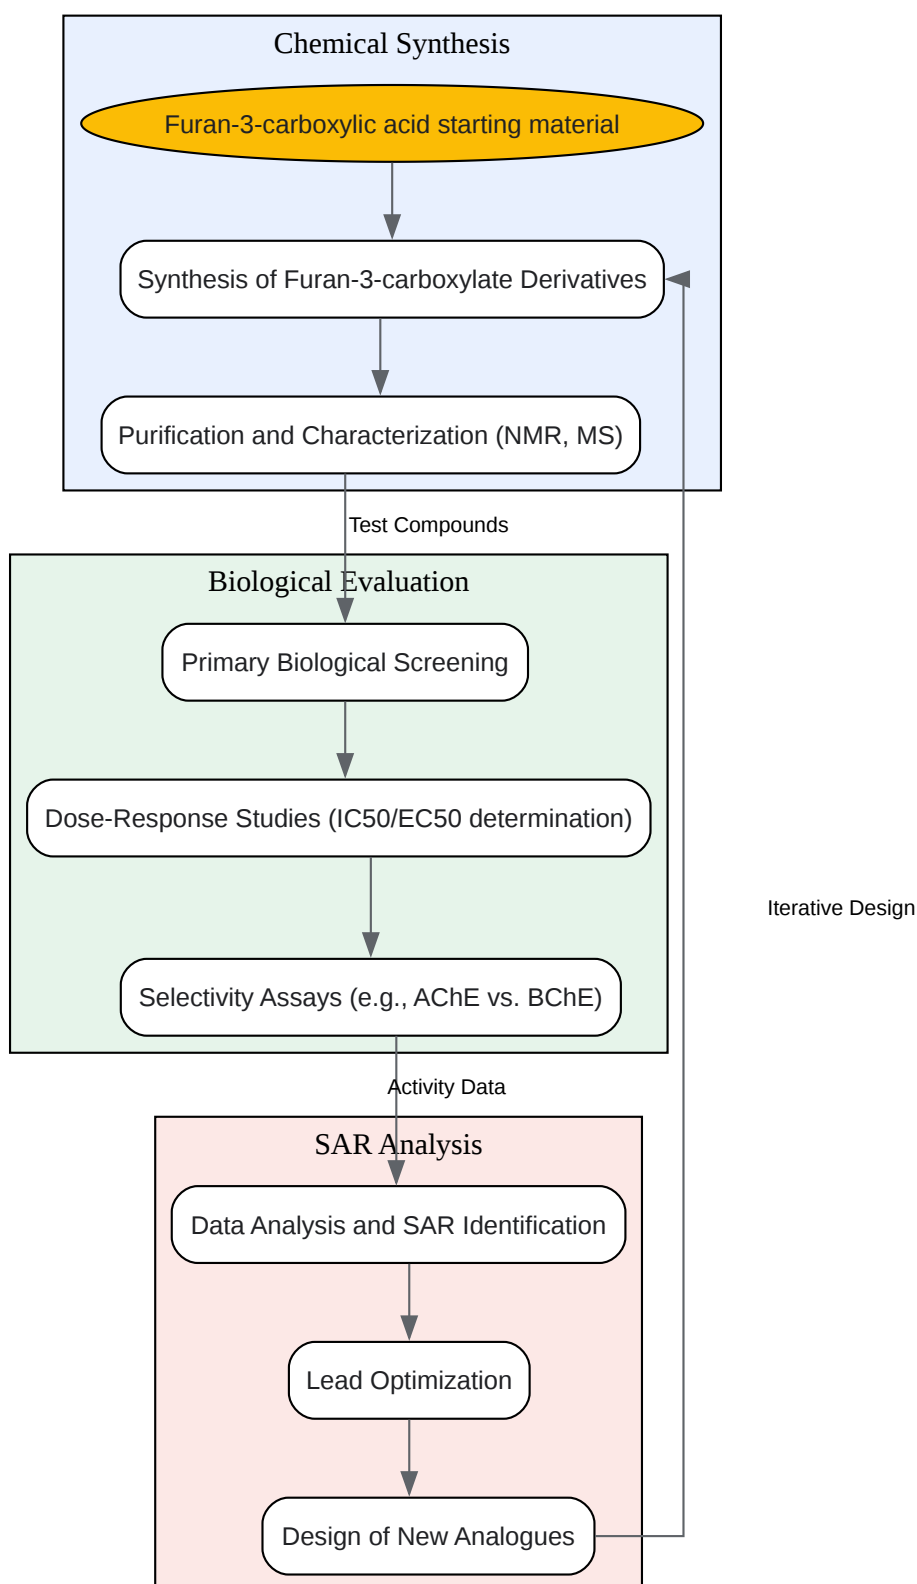 Chemical Synthesis
Furan-3-carboxylic acid starting material
Synthesis of Furan-3-carboxylate Derivatives
Purification and Characterization (NMR, MS)
Test Compounds
Biological Evaluation
Primary Biological Screening
Dose-Response Studies (IC50/EC50 determination)
Iterative Design
Selectivity Assays (e.g., AChE vs. BChE)
Activity Data
SAR Analysis
Data Analysis and SAR Identification
Lead Optimization
Design of New Analogues